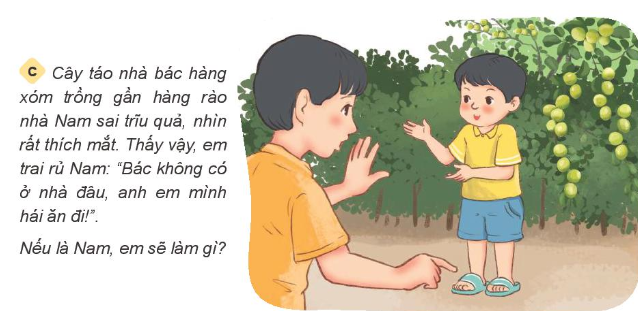 c Cây táo nhà bác hàng
xóm trồng gần hàng rào
nhà Nam sai trĩu quả, nhìn
rất thích mắt. Thấy vậy, em
trai rủ Nam: “Bác không có
ở nhà đâu, anh em mình
hái ăn đi!”.
Nếu là Nam, em sẽ làm gì?